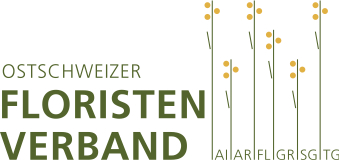 OSTSCHWEIZER
FLORISTEN
VERBAND
AI|AR|FL|GR|SG|TG